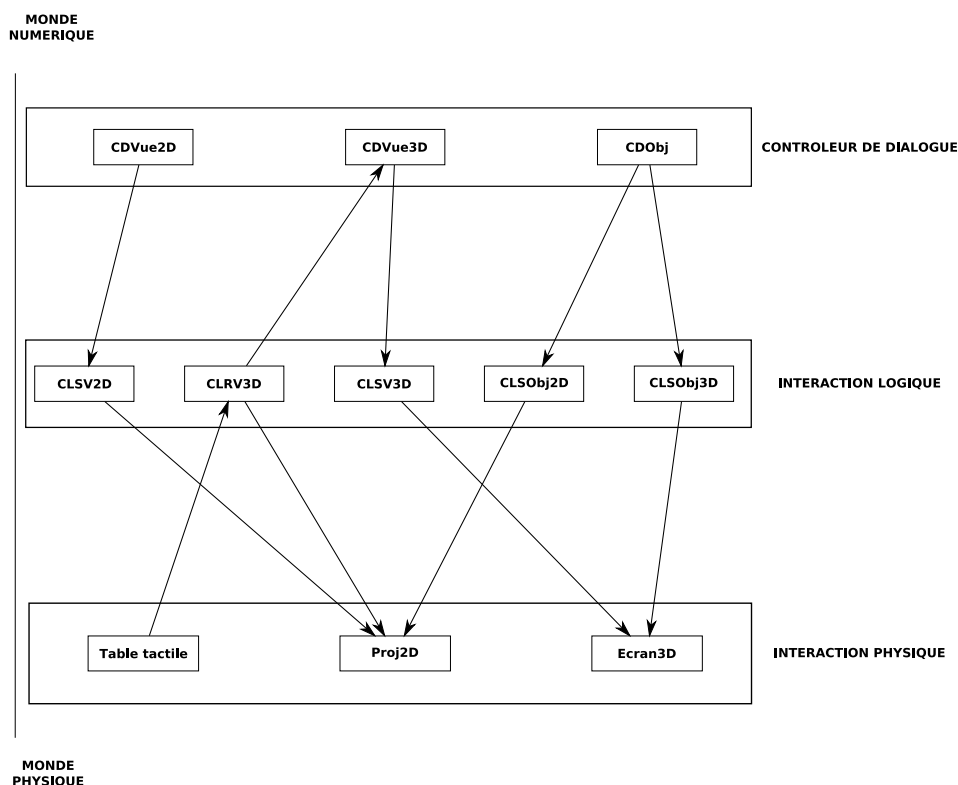 MONDE
NUMERIQUE
CDVue2D
CDVue3D
CDObj
CONTROLEUR DE DIALOGUE
CLSV2D
CLRV3D
CLSV3D
CLSObj2D
CLSObj3D
INTERACTION LOGIQUE
Table tactile
Proj2D
Ecran3D
INTERACTION PHYSIQUE
MONDE
PHYSIQUE